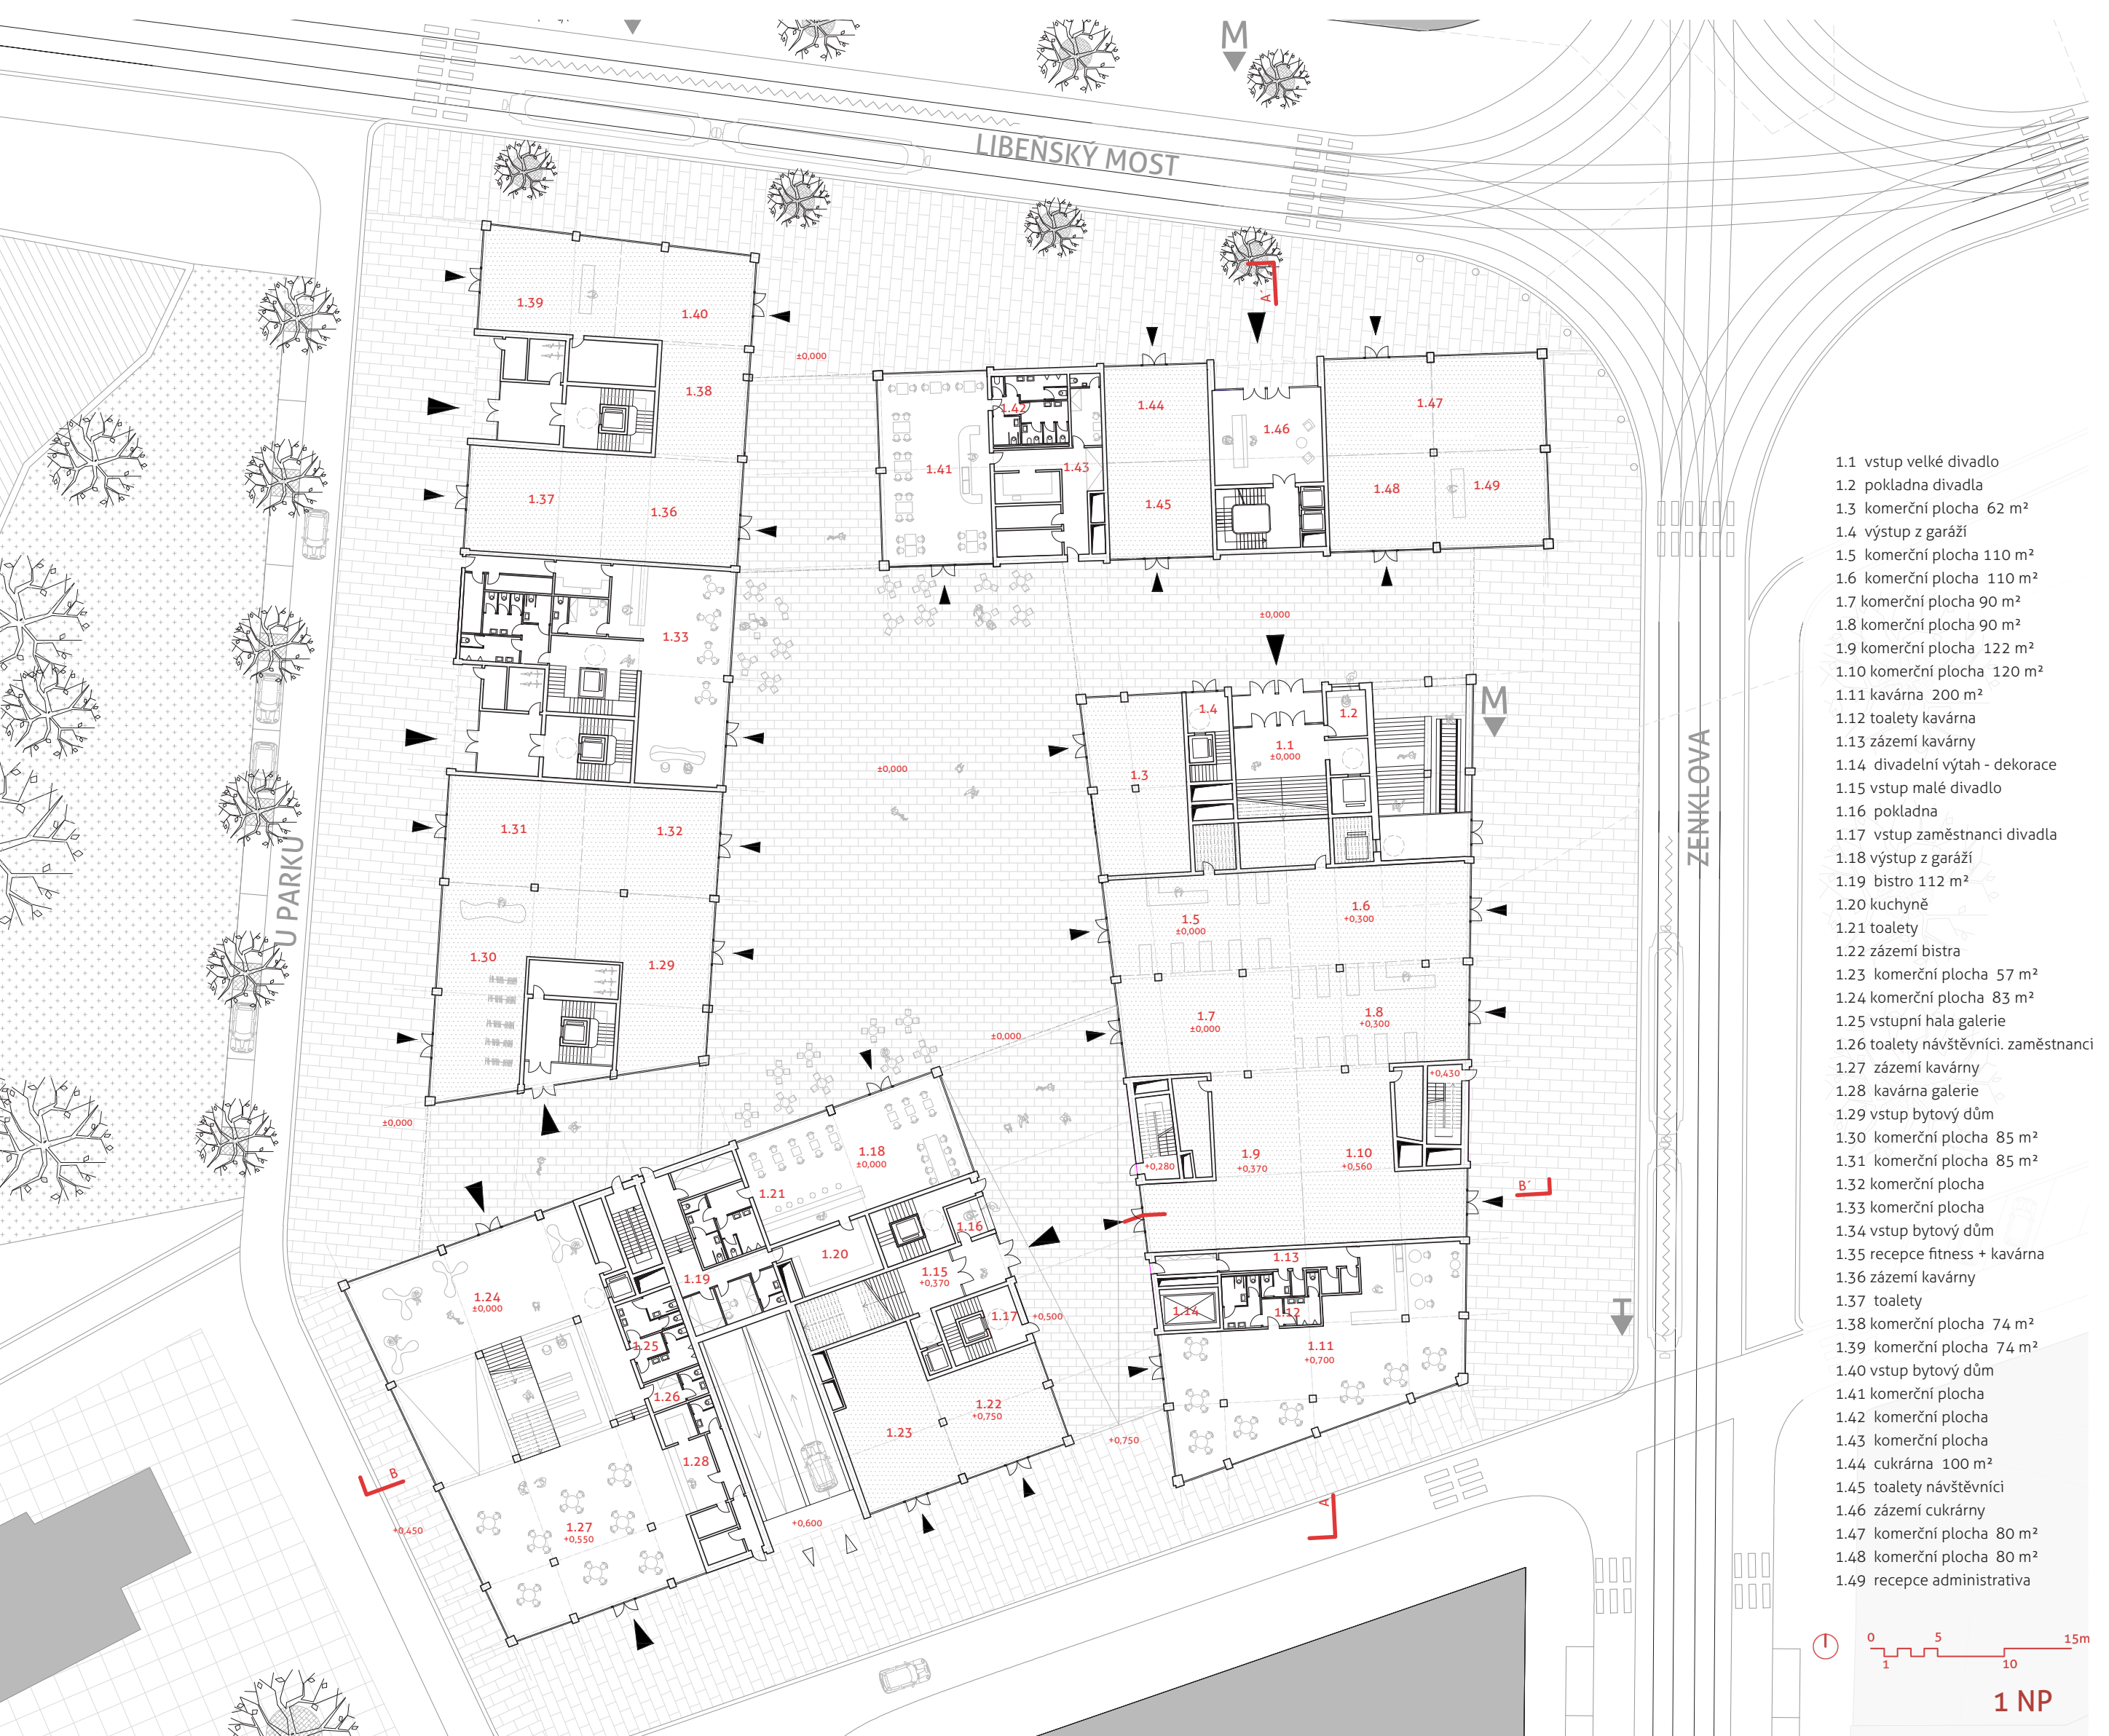 M
LIBEŇSKÝ MOST
A´
1.39
1.40
±0,000
1.38
1.37
1.36
1.41
1.42
1.43
1.44
1.45
1.46
1.47
1.48
1.49
±0,000
1.33
M
1.4
1.2
1.1
±0,000
1.3
±0,000
ZENKLOVA
1.31
1.32
U PARKU
1.5
±0,000
1.6
+0,300
1.30
1.29
1.7
±0,000
1.8
+0,300
±0,000
+0,430
±0,000
1.18
±0,000
1.9
+0,370
1.10
+0,560
+0,280
B´
1.21
1.16
1.20
1.19
1.15
+0,370
1.13
1.24
±0,000
1.17
+0,500
1.14
1.12
1.25
1.11
+0,700
1.26
1.22
+0,750
1.23
+0,750
1.28
B
A
1.27
+0,550
+0,450
+0,600
T
1.1 vstup velké divadlo
1.2 pokladna divadla
1.3 komerční plocha 62 m²
1.4 výstup z garáží
1.5 komerční plocha 110 m²
1.6 komerční plocha 110 m²
1.7 komerční plocha 90 m²
1.8 komerční plocha 90 m²
1.9 komerční plocha 122 m²
1.10 komerční plocha 120 m²
1.11 kavárna 200 m²
1.12 toalety kavárna
1.13 zázemí kavárny
1.14 divadelní výtah - dekorace
1.15 vstup malé divadlo
1.16 pokladna
1.17 vstup zaměstnanci divadla
1.18 výstup z garáží
1.19 bistro 112 m²
1.20 kuchyně
1.21 toalety
1.22 zázemí bistra
1.23 komerční plocha 57 m²
1.24 komerční plocha 83 m²
1.25 vstupní hala galerie
1.26 toalety návštěvníci. zaměstnanci
1.27 zázemí kavárny
1.28 kavárna galerie
1.29 vstup bytový dům
1.30 komerční plocha 85 m²
1.31 komerční plocha 85 m²
1.32 komerční plocha
1.33 komerční plocha
1.34 vstup bytový dům
1.35 recepce fitness + kavárna
1.36 zázemí kavárny
1.37 toalety
1.38 komerční plocha 74 m²
1.39 komerční plocha 74 m²
1.40 vstup bytový dům
1.41 komerční plocha
1.42 komerční plocha
1.43 komerční plocha
1.44 cukrárna 100 m²
1.45 toalety návštěvníci
1.46 zázemí cukrárny
1.47 komerční plocha 80 m²
1.48 komerční plocha 80 m²
1.49 recepce administrativa
0 5 15m
1 10
1 NP